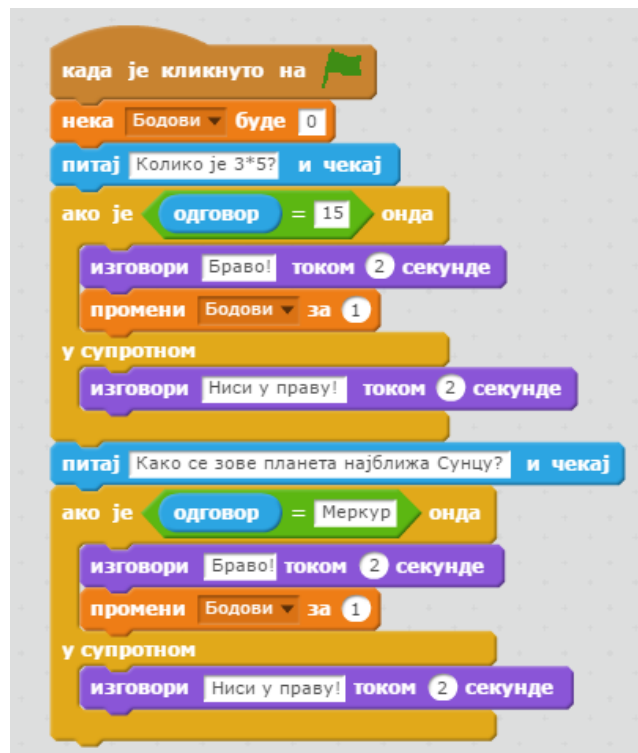 када је кликнуто на
нека Бодови буде 0
питај Колико је 3*5? и чекај
ако је одговор = 15 онда
изговори Браво! током 2 секунде
промени Бодови за 1
у супротном
изговори Ниси у праву! током 2 секунде
питај Како се зове планета најближа Сунцу? и чекај
ако је одговор = Меркур онда
изговори Браво! током 2 секунде
промени Бодови за 1
у супротном
изговори Ниси у праву! током 2 секунде